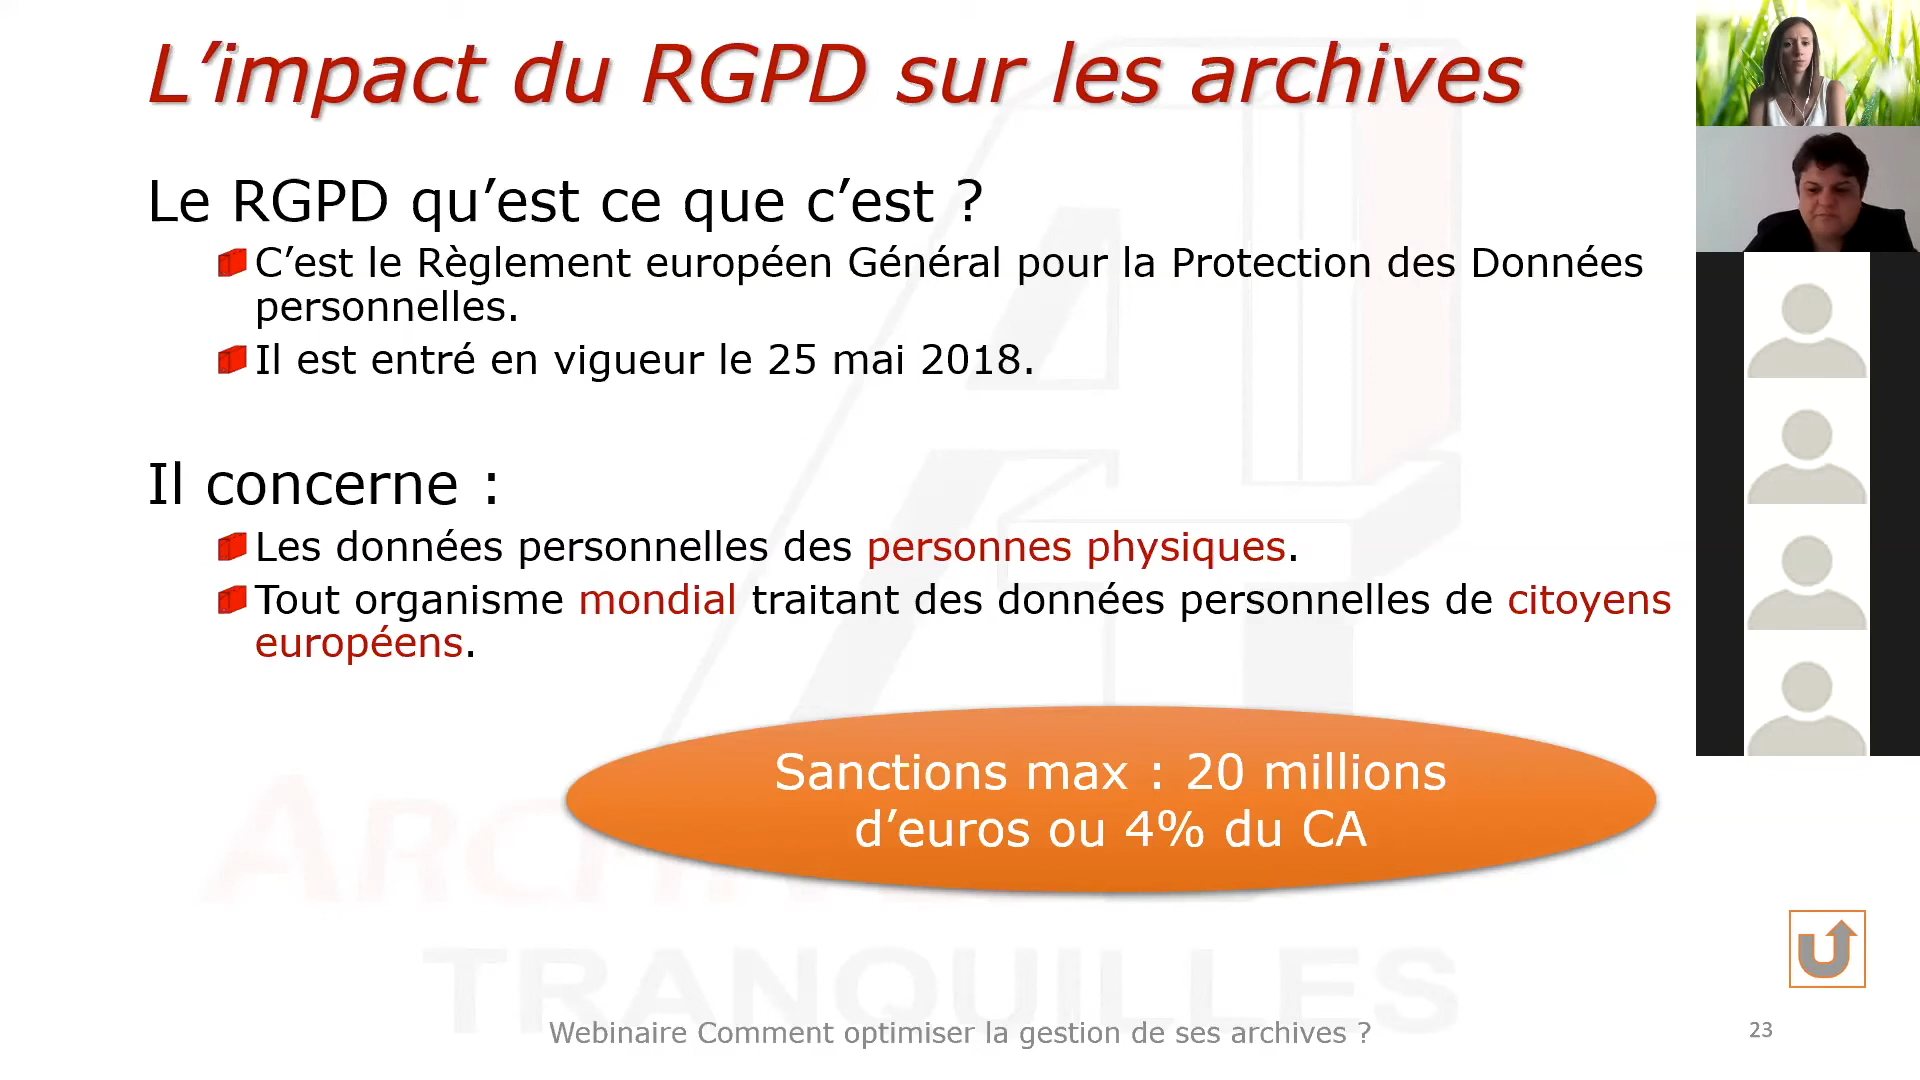 L’impact du RGPD sur les archives
Le RGPD qu’est ce que c’est ?
C’est le Règlement européen Général pour la Protection des Données
personnelles.
Il est entré en vigueur le 25 mai 2018.
Il concerne :
Les données personnelles des personnes physiques.
Tout organisme mondial traitant des données personnelles de citoyens
européens.
Sanctions max : 20 millions
d’euros ou 4% du CA
TRANQUILLES
Webinaire Comment optimiser la gestion de ses archives ?
23